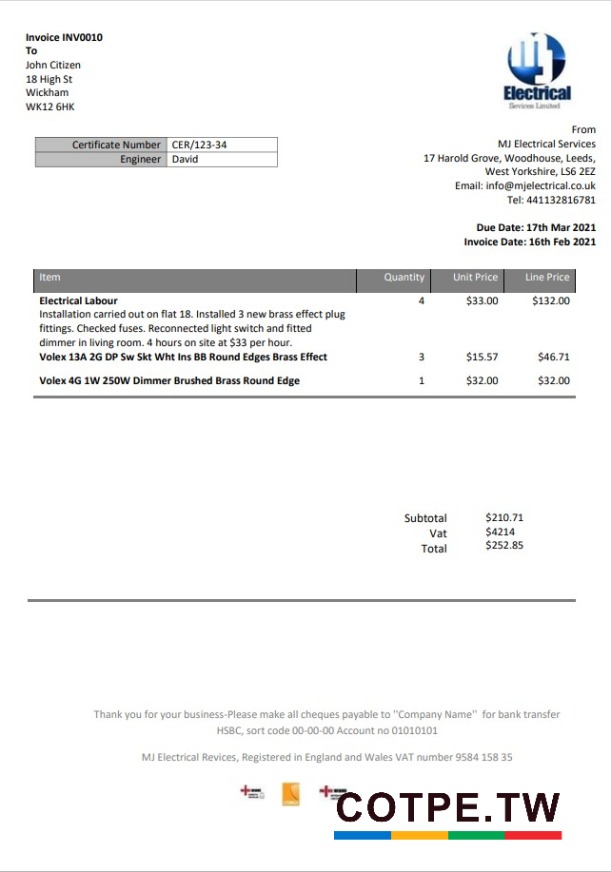 Invoice INV0010
To
John Citizen
18 High St
Wickham
WK12 6HK
mj
Electrical
Services Limited
Certificate Number CER/123-34
Engineer David
From
MJ Electrical Services
17 Harold Grove, Woodhouse, Leeds,
West Yorkshire, LS6 2EZ
Email: info@mjelectrical.co.uk
Tel: 441132816781
Due Date: 17th Mar 2021
Invoice Date: 16th Feb 2021
Item Quantity Unit Price Line Price
Electrical Labour 4 $33.00 $132.00
Installation carried out on flat 18. Installed 3 new brass effect plug
fittings. Checked fuses. Reconnected light switch and fitted
dimmer in living room. 4 hours on site at $33 per hour.
Volex 13A 2G DP Sw Skt Wht Ins BB Round Edges Brass Effect 3 $15.57 $46.71
Volex 4G 1W 250W Dimmer Brushed Brass Round Edge 1 $32.00 $32.00
Subtotal $210.71
Vat $4214
Total $252.85
Thank you for your business-Please make all cheques payable to "Company Name" for bank transfer
HSBC, sort code 00-00-00 Account no 01010101
MJ Electrical Revices, Registered in England and Wales VAT number 9584 158 35
COTPE.TW